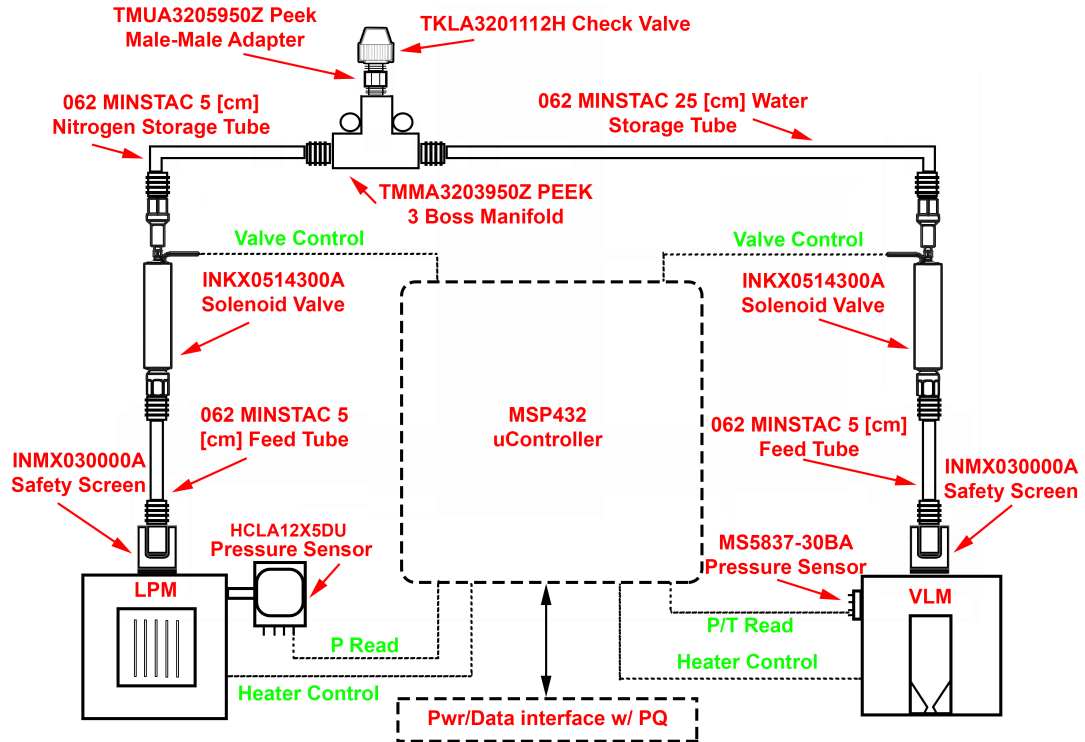 TMUA3205950Z Peek
Male-Male Adapter
TKLA3201112H Check Valve
062 MINSTAC 5 [cm]
Nitrogen Storage Tube
062 MINSTAC 25 [cm] Water
Storage Tube
TMMA3203950Z PEEK
3 Boss Manifold
Valve Control
Valve Control
INKX0514300A
Solenoid Valve
INKX0514300A
Solenoid Valve
MSP432
uController
062 MINSTAC 5
[cm] Feed Tube
062 MINSTAC 5 [cm]
Feed Tube
INMX030000A
Safety Screen
INMX030000A
Safety Screen
HCLA12X5DU
Pressure Sensor
MS5837-30BA
Pressure Sensor
LPM
VLM
P Read
P/T Read
Heater Control
Heater Control
Pwr/Data interface w/ PQ